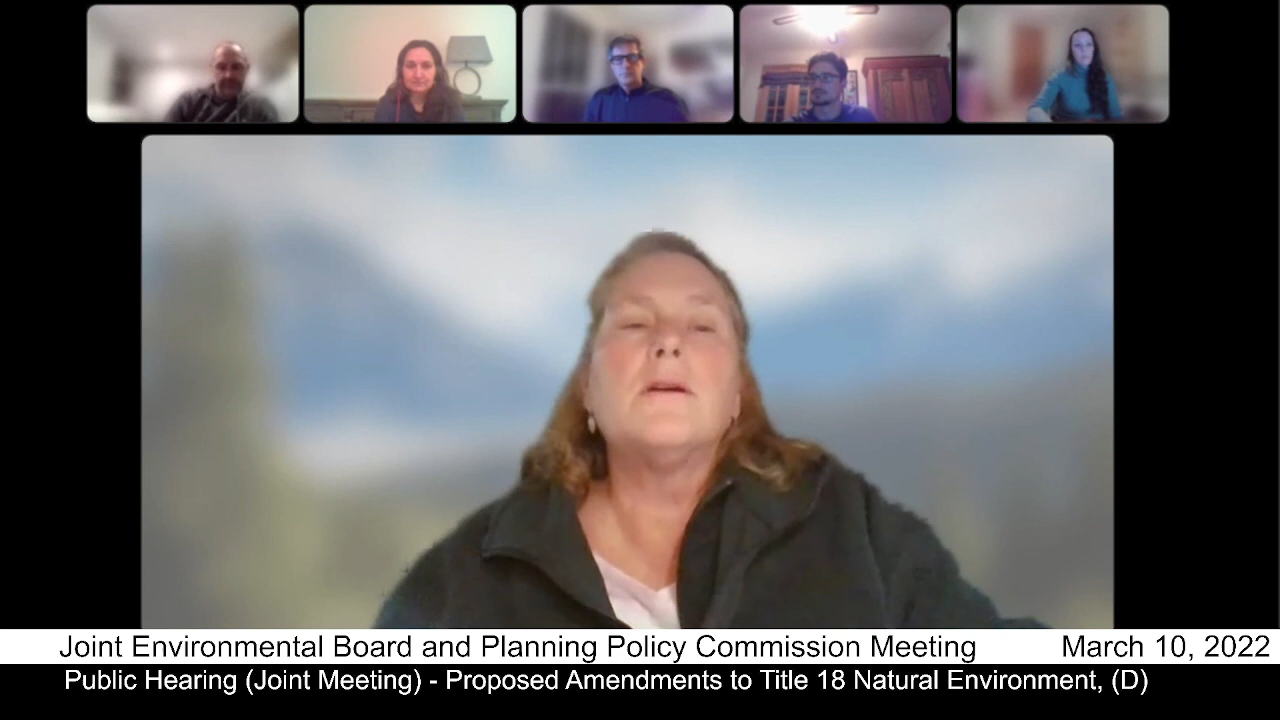 Joint Environmental Board and Planning Policy Commission Meeting March 10, 2022
Public Hearing (Joint Meeting) - Proposed Amendments to Title 18 Natural Environment, (D)